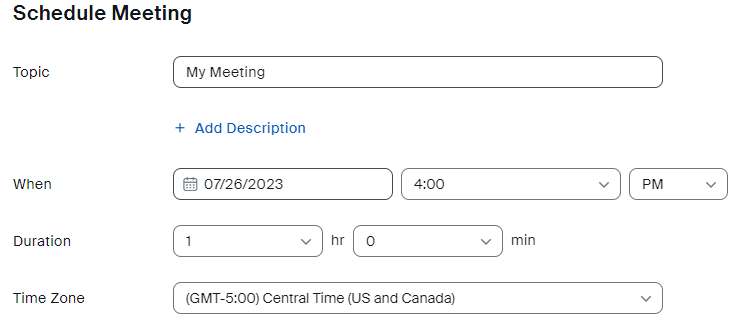 Schedule Meeting
Topic My Meeting
+ Add Description
When 07/26/2023 4:00 PM
Duration 1 hr 0 min
Time Zone (GMT-5:00) Central Time (US and Canada)